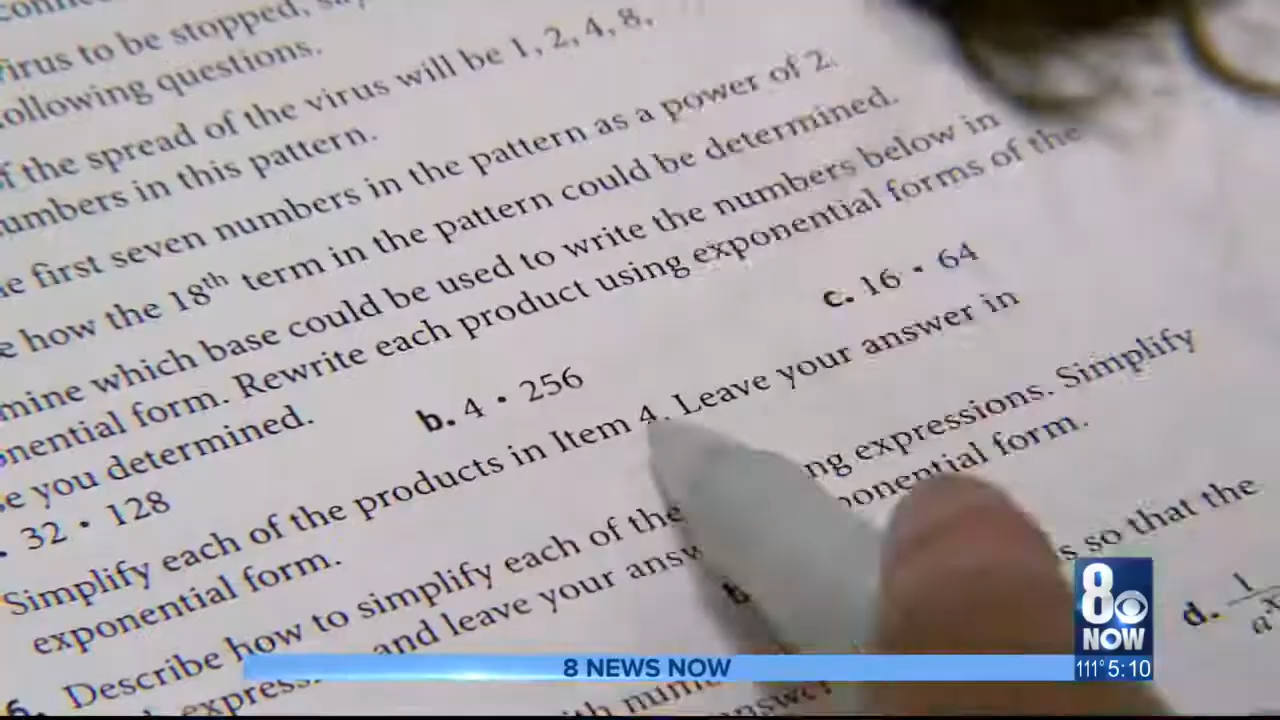 virus to be stopped,
following questions.
of the spread of the virus will be 1, 2, 4, 8,
numbers in this pattern.
first seven numbers in the pattern as a power of 2.
how the 18th term in the pattern could be determined.
mine which base could be used to write the numbers below in
nential form. Rewrite each product using exponential forms of the
you determined.
32 • 128
b. 4 • 256
c. 16 • 64
Simplify each of the products in Item 4. Leave your answer in
exponential form.
Describe how to simplify each of the
ng expressions. Simplify
and leave your answ
ponential form.
s so that the
d. 1
8
NOW
8 NEWS NOW
111° 5:10